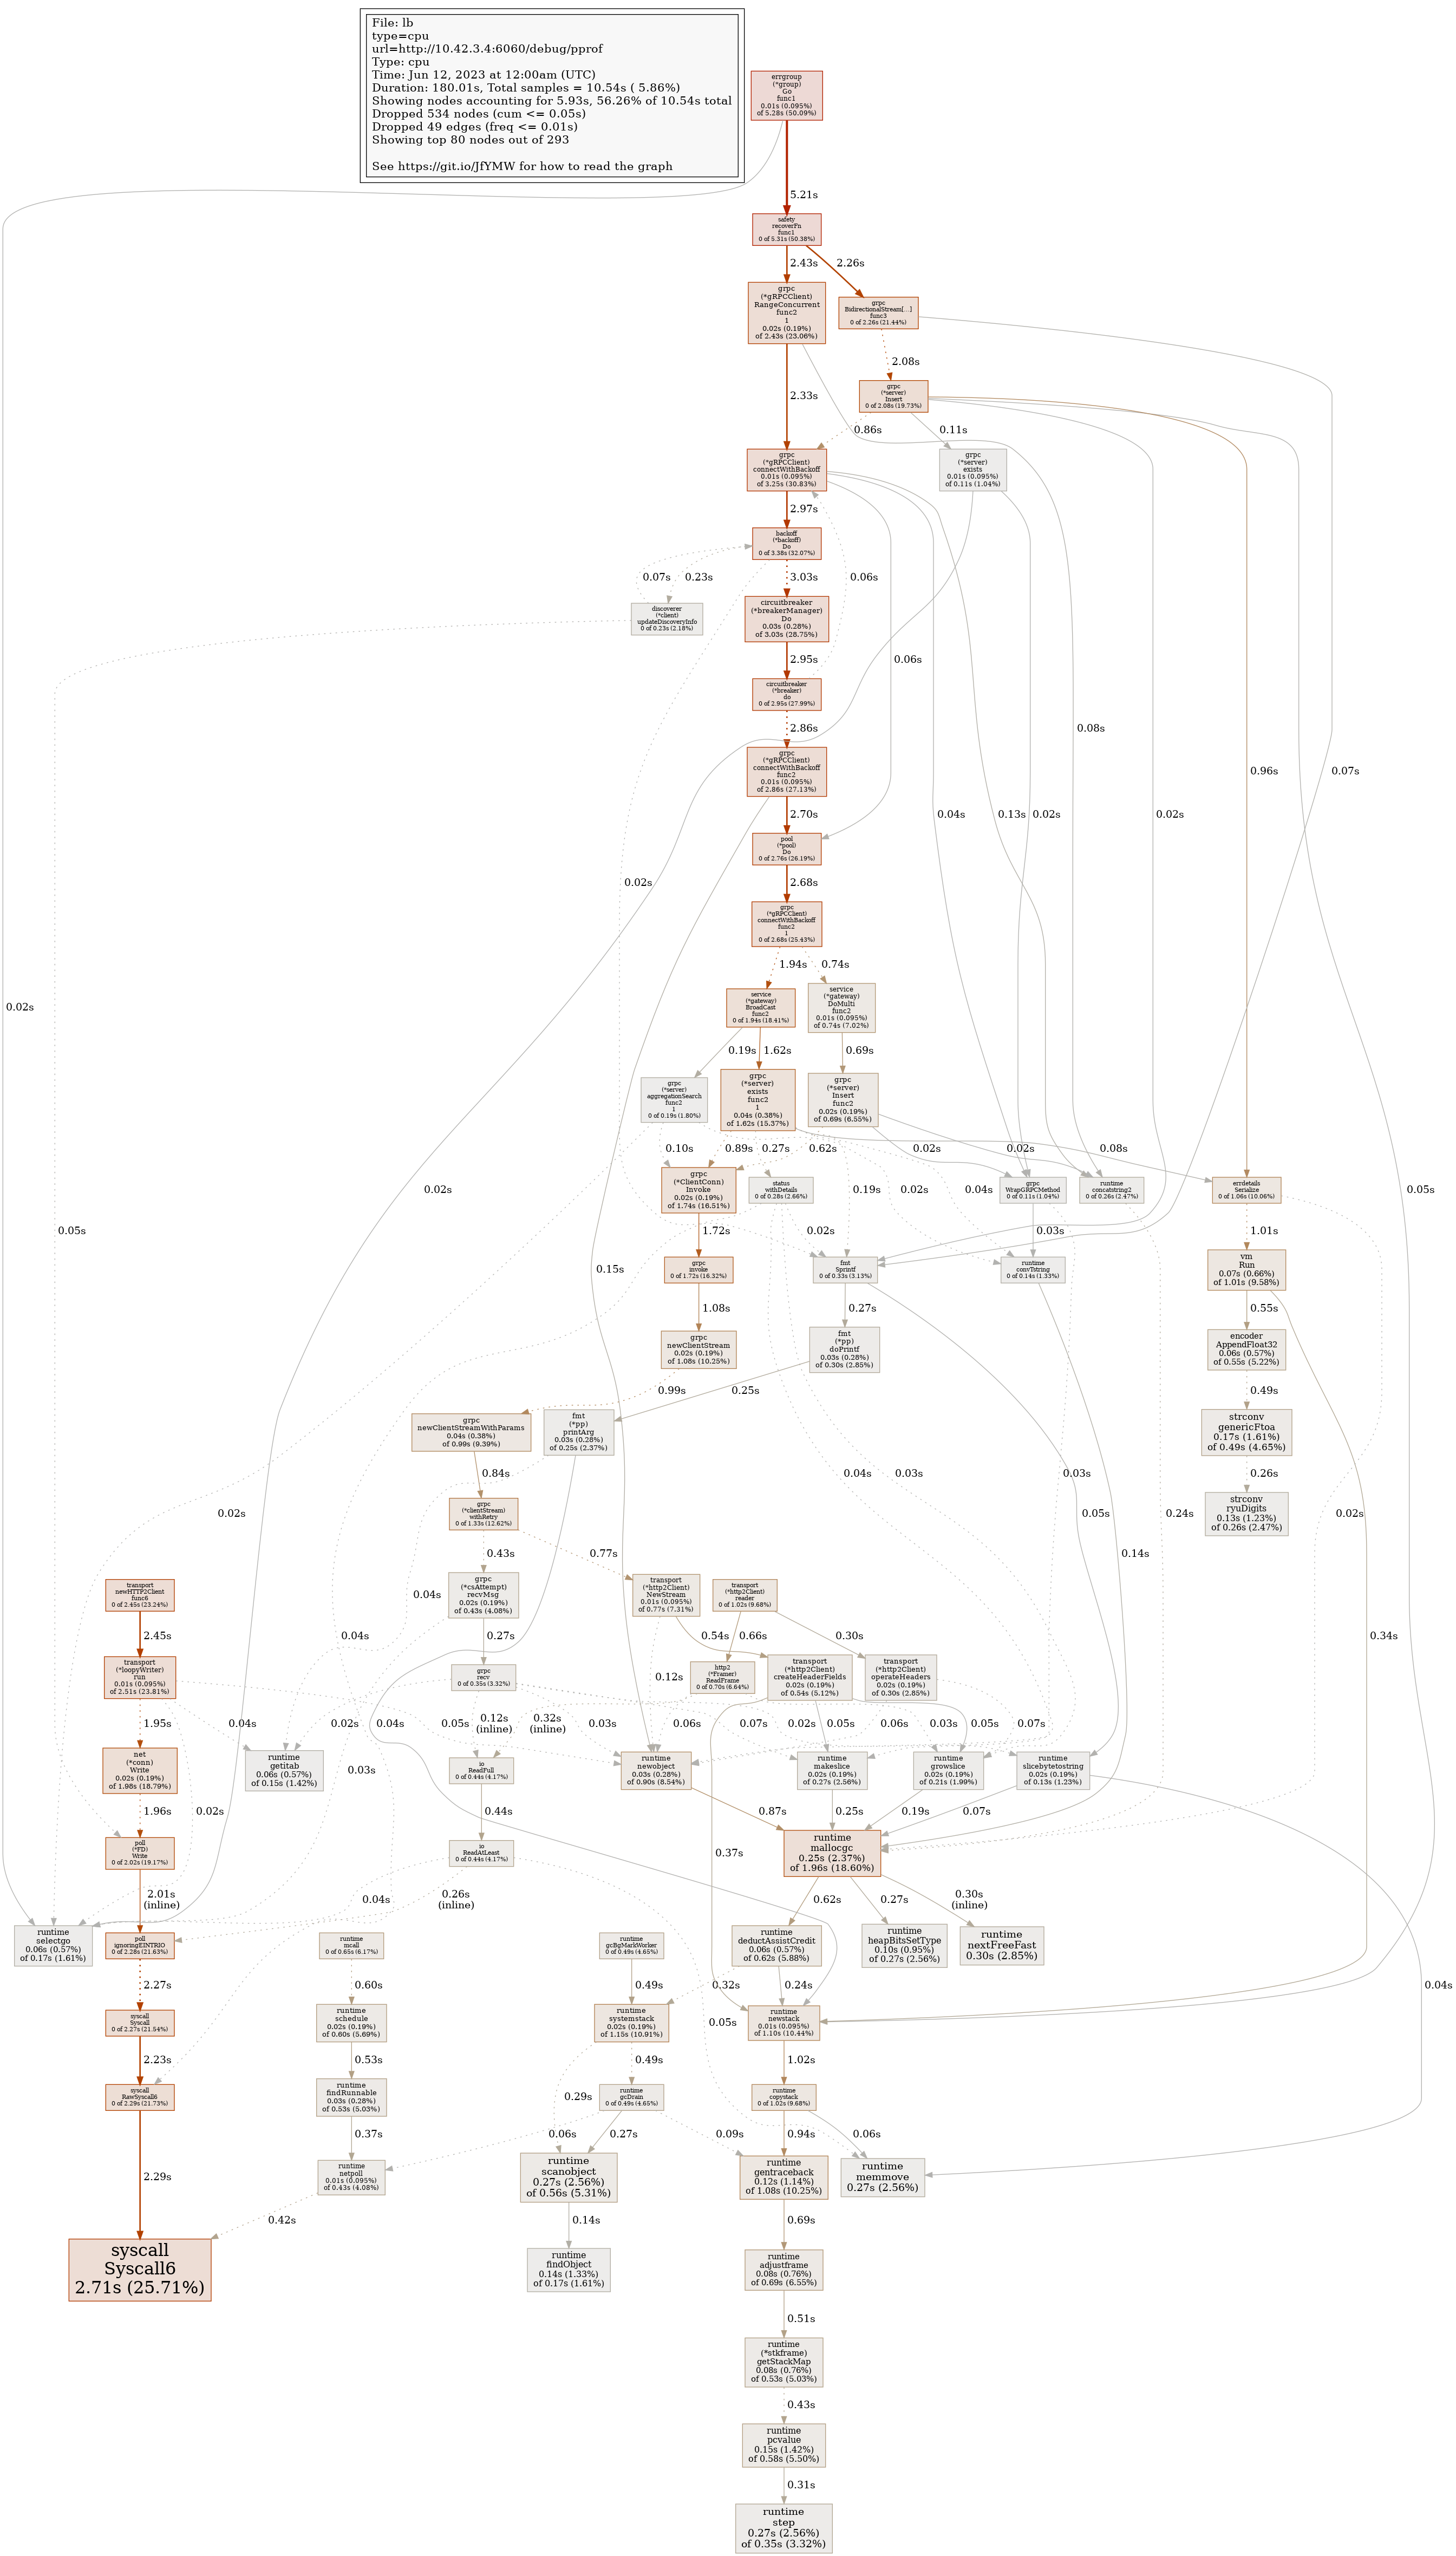 File: lb
type=cpu
url=http://10.42.3.4:6060/debug/pprof
Type: cpu
Time: Jun 12, 2023 at 12:00am (UTC)
Duration: 180.01s, Total samples = 10.54s ( 5.86%)
Showing nodes accounting for 5.93s, 56.26% of 10.54s total
Dropped 534 nodes (cum <= 0.05s)
Dropped 49 edges (freq <= 0.01s)
Showing top 80 nodes out of 293
See https://git.io/JfYMW for how to read the graph
errgroup
(*group)
Go
func1
0.01s (0.095%)
of 5.28s (50.09%)
5.21s
safety
recoverFn
func1
0 of 5.31s (50.38%)
2.43s
2.26s
grpc
(*gRPCClient)
RangeConcurrent
func2
1
0.02s (0.19%)
of 2.43s (23.06%)
grpc
BidirectionalStream[...]
func3
0 of 2.26s (21.44%)
2.08s
2.33s
grpc
(*server)
Insert
0 of 2.08s (19.73%)
0.86s
0.11s
grpc
(*gRPCClient)
connectWithBackoff
0.01s (0.095%)
of 3.25s (30.83%)
grpc
(*server)
exists
0.01s (0.095%)
of 0.11s (1.04%)
2.97s
backoff
(*backoff)
Do
0 of 3.38s (32.07%)
0.07s
0.23s
3.03s
0.06s
discoverer
(*client)
updateDiscoveryInfo
0 of 0.23s (2.18%)
circuitbreaker
(*breakerManager)
Do
0.03s (0.28%)
of 3.03s (28.75%)
2.95s
0.06s
circuitbreaker
(*breaker)
do
0 of 2.95s (27.99%)
2.86s
0.08s
grpc
(*gRPCClient)
connectWithBackoff
func2
0.01s (0.095%)
of 2.86s (27.13%)
0.96s
0.07s
2.70s
0.04s
0.13s
0.02s
0.02s
pool
(*pool)
Do
0 of 2.76s (26.19%)
0.02s
2.68s
grpc
(*gRPCClient)
connectWithBackoff
func2
1
0 of 2.68s (25.43%)
1.94s
0.74s
service
(*gateway)
BroadCast
func2
0 of 1.94s (18.41%)
service
(*gateway)
DoMulti
func2
0.01s (0.095%)
of 0.74s (7.02%)
0.02s
0.05s
0.19s
1.62s
0.69s
grpc
(*server)
aggregationSearch
func2
1
0 of 0.19s (1.80%)
grpc
(*server)
exists
func2
1
0.04s (0.38%)
of 1.62s (15.37%)
grpc
(*server)
Insert
func2
0.02s (0.19%)
of 0.69s (6.55%)
0.10s
0.89s
0.27s
0.62s
0.02s
0.02s
0.08s
0.02s
grpc
(*ClientConn)
Invoke
0.02s (0.19%)
of 1.74s (16.51%)
status
withDetails
0 of 0.28s (2.66%)
0.19s
0.02s
0.04s
grpc
WrapGRPCMethod
0 of 0.11s (1.04%)
runtime
concatstring2
0 of 0.26s (2.47%)
errdetails
Serialize
0 of 1.06s (10.06%)
0.05s
1.72s
0.02s
0.03s
1.01s
0.15s
grpc
invoke
0 of 1.72s (16.32%)
fmt
Sprintf
0 of 0.33s (3.13%)
runtime
convTstring
0 of 0.14s (1.33%)
vm
Run
0.07s (0.66%)
of 1.01s (9.58%)
1.08s
0.27s
0.55s
grpc
newClientStream
0.02s (0.19%)
of 1.08s (10.25%)
fmt
(*pp)
doPrintf
0.03s (0.28%)
of 0.30s (2.85%)
encoder
AppendFloat32
0.06s (0.57%)
of 0.55s (5.22%)
0.99s
0.25s
0.49s
grpc
newClientStreamWithParams
0.04s (0.38%)
of 0.99s (9.39%)
fmt
(*pp)
printArg
0.03s (0.28%)
of 0.25s (2.37%)
strconv
genericFtoa
0.17s (1.61%)
of 0.49s (4.65%)
0.84s
0.04s
0.03s
0.03s
0.26s
0.02s
grpc
(*clientStream)
withRetry
0 of 1.33s (12.62%)
0.05s
0.24s
0.02s
strconv
ryuDigits
0.13s (1.23%)
of 0.26s (2.47%)
0.43s
0.77s
0.14s
transport
newHTTP2Client
func6
0 of 2.45s (23.24%)
0.04s
grpc
(*csAttempt)
recvMsg
0.02s (0.19%)
of 0.43s (4.08%)
transport
(*http2Client)
NewStream
0.01s (0.095%)
of 0.77s (7.31%)
transport
(*http2Client)
reader
0 of 1.02s (9.68%)
2.45s
0.04s
0.27s
0.54s
0.66s
0.30s
0.34s
transport
(*loopyWriter)
run
0.01s (0.095%)
of 2.51s (23.81%)
grpc
recv
0 of 0.35s (3.32%)
0.12s
http2
(*Framer)
ReadFrame
0 of 0.70s (6.64%)
transport
(*http2Client)
createHeaderFields
0.02s (0.19%)
of 0.54s (5.12%)
transport
(*http2Client)
operateHeaders
0.02s (0.19%)
of 0.30s (2.85%)
1.95s
0.04s
0.02s
0.04s
0.05s
0.12s
(inline)
0.32s
(inline)
0.03s
0.06s
0.07s
0.02s
0.05s
0.06s
0.03s
0.05s
0.07s
net
(*conn)
Write
0.02s (0.19%)
of 1.98s (18.79%)
runtime
getitab
0.06s (0.57%)
of 0.15s (1.42%)
0.03s
io
ReadFull
0 of 0.44s (4.17%)
runtime
newobject
0.03s (0.28%)
of 0.90s (8.54%)
runtime
makeslice
0.02s (0.19%)
of 0.27s (2.56%)
runtime
growslice
0.02s (0.19%)
of 0.21s (1.99%)
runtime
slicebytetostring
0.02s (0.19%)
of 0.13s (1.23%)
1.96s
0.02s
0.44s
0.87s
0.25s
0.19s
0.07s
poll
(*FD)
Write
0 of 2.02s (19.17%)
io
ReadAtLeast
0 of 0.44s (4.17%)
0.37s
runtime
mallocgc
0.25s (2.37%)
of 1.96s (18.60%)
2.01s
(inline)
0.04s
0.26s
(inline)
0.62s
0.27s
0.30s
(inline)
runtime
selectgo
0.06s (0.57%)
of 0.17s (1.61%)
poll
ignoringEINTRIO
0 of 2.28s (21.63%)
runtime
mcall
0 of 0.65s (6.17%)
runtime
gcBgMarkWorker
0 of 0.49s (4.65%)
runtime
deductAssistCredit
0.06s (0.57%)
of 0.62s (5.88%)
runtime
heapBitsSetType
0.10s (0.95%)
of 0.27s (2.56%)
runtime
nextFreeFast
0.30s (2.85%)
2.27s
0.60s
0.49s
0.32s
0.24s
0.04s
syscall
Syscall
0 of 2.27s (21.54%)
runtime
schedule
0.02s (0.19%)
of 0.60s (5.69%)
runtime
systemstack
0.02s (0.19%)
of 1.15s (10.91%)
0.05s
runtime
newstack
0.01s (0.095%)
of 1.10s (10.44%)
2.23s
0.53s
0.49s
1.02s
syscall
RawSyscall6
0 of 2.29s (21.73%)
runtime
findRunnable
0.03s (0.28%)
of 0.53s (5.03%)
0.29s
runtime
gcDrain
0 of 0.49s (4.65%)
runtime
copystack
0 of 1.02s (9.68%)
0.37s
0.06s
0.27s
0.09s
0.94s
0.06s
2.29s
runtime
netpoll
0.01s (0.095%)
of 0.43s (4.08%)
runtime
scanobject
0.27s (2.56%)
of 0.56s (5.31%)
runtime
gentraceback
0.12s (1.14%)
of 1.08s (10.25%)
runtime
memmove
0.27s (2.56%)
0.42s
0.14s
0.69s
syscall
Syscall6
2.71s (25.71%)
runtime
findObject
0.14s (1.33%)
of 0.17s (1.61%)
runtime
adjustframe
0.08s (0.76%)
of 0.69s (6.55%)
0.51s
runtime
(*stkframe)
getStackMap
0.08s (0.76%)
of 0.53s (5.03%)
0.43s
runtime
pcvalue
0.15s (1.42%)
of 0.58s (5.50%)
0.31s
runtime
step
0.27s (2.56%)
of 0.35s (3.32%)